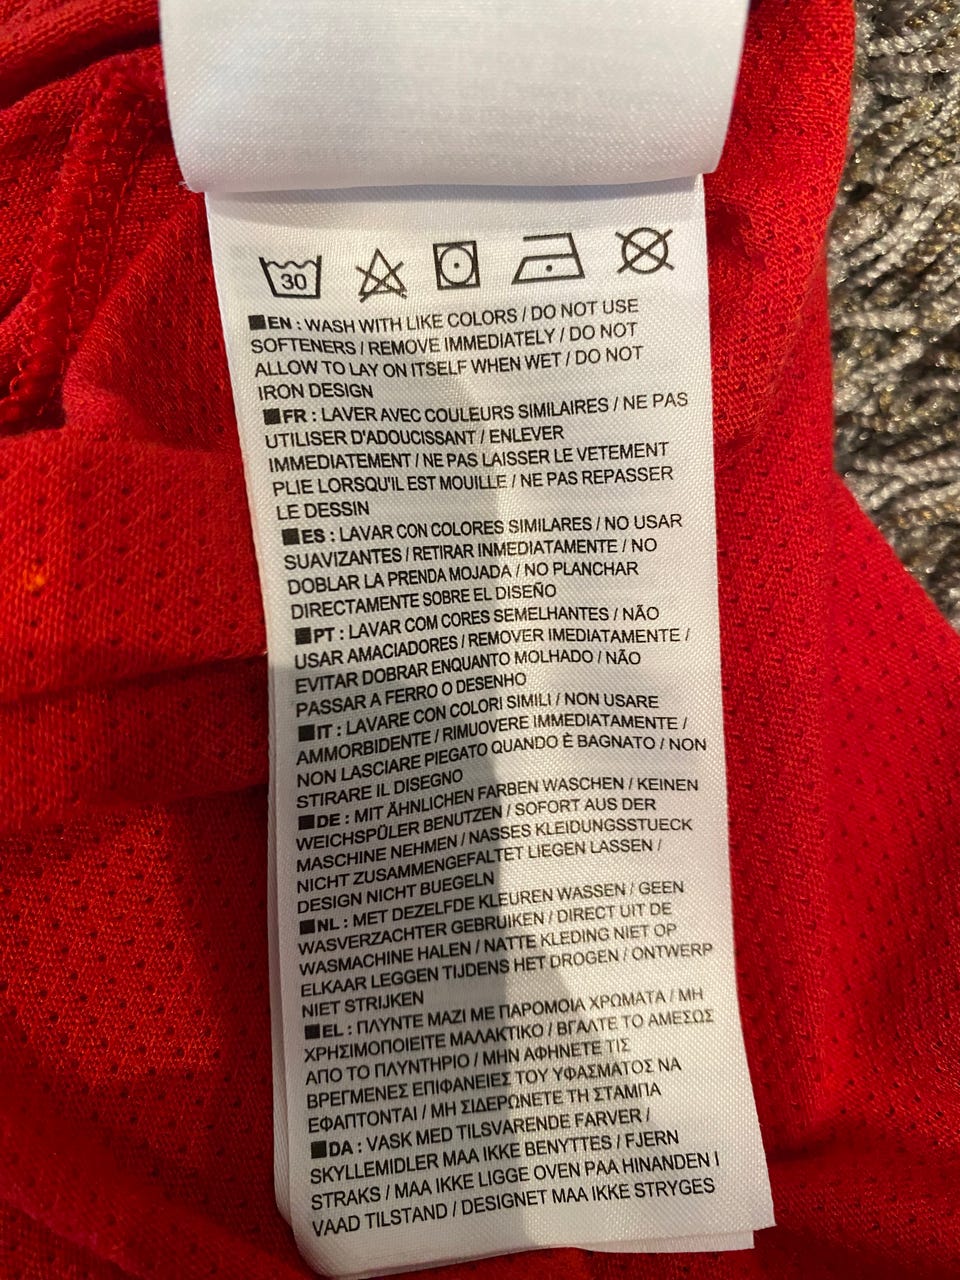 30
EN : WASH WITH LIKE COLORS / DO NOT USE
SOFTENERS / REMOVE IMMEDIATELY / DO NOT
ALLOW TO LAY ON ITSELF WHEN WET / DO NOT
IRON DESIGN
FR : LAVER AVEC COULEURS SIMILAIRES / NE PAS
UTILISER D'ADOUCISSANT / ENLEVER
IMMEDIATEMENT / NE PAS LAISSER LE VETEMENT
PLIE LORSQU'IL EST MOUILLE / NE PAS REPASSER
LE DESSIN
ES : LAVAR CON COLORES SIMILARES / NO USAR
SUAVIZANTES / RETIRAR INMEDIATAMENTE / NO
DOBLAR LA PRENDA MOJADA / NO PLANCHAR
DIRECTAMENTE SOBRE EL DISEÑO
PT : LAVAR COM CORES SEMELHANTES / NÃO
USAR AMACIADORES / REMOVER IMEDIATAMENTE /
EVITAR DOBRAR ENQUANTO MOLHADO / NÃO
PASSAR A FERRO O DESENHO
IT : LAVARE CON COLORI SIMILI / NON USARE
AMMORBIDENTE / RIMUOVERE IMMEDIATAMENTE /
NON LASCIARE PIEGATO QUANDO È BAGNATO / NON
STIRARE IL DISEGNO
DE : MIT ÄHNLICHEN FARBEN WASCHEN / KEINEN
WEICHSPÜLER BENUTZEN / SOFORT AUS DER
MASCHINE NEHMEN / NASSES KLEIDUNGSSTUECK
NICHT ZUSAMMENGEFALTET LIEGEN LASSEN /
DESIGN NICHT BUEGELN
NL : MET DEZELFDE KLEUREN WASSEN / GEEN
WASVERZACHTER GEBRUIKEN / DIRECT UIT DE
WASMACHINE HALEN / NATTE KLEDING NIET OP
ELKAAR LEGGEN TIJDENS HET DROGEN / ONTWERP
NIET STRIJKEN
EL : ΠΛΥΝΤΕ ΜΑΖΙ ΜΕ ΠΑΡΟΜΟΙΑ ΧΡΩΜΑΤΑ / ΜΗ
ΧΡΗΣΙΜΟΠΟΙΕΙΤΕ ΜΑΛΑΚΤΙΚΟ / ΒΓΑΛΤΕ ΤΟ ΑΜΕΣΩΣ
ΑΠΟ ΤΟ ΠΛΥΝΤΗΡΙΟ / ΜΗΝ ΑΦΗΝΕΤΕ ΤΙΣ
ΒΡΕΓΜΕΝΕΣ ΕΠΙΦΑΝΕΙΕΣ ΤΟΥ ΥΦΑΣΜΑΤΟΣ ΝΑ
ΕΦΑΠΤΟΝΤΑΙ / ΜΗ ΣΙΔΕΡΩΝΕΤΕ ΤΗ ΣΤΑΜΠΑ
DA : VASK MED TILSVARENDE FARVER /
SKYLLEMIDLER MAA IKKE BENYTTES / FJERN
STRAKS / MAA IKKE LIGGE OVEN PAA HINANDEN I
VAAD TILSTAND / DESIGNET MAA IKKE STRYGES